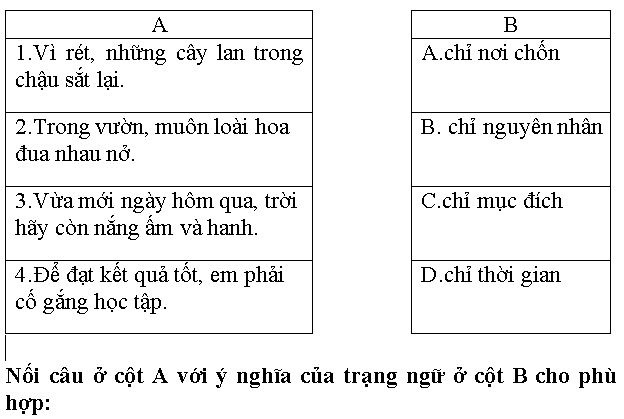 A
1.Vì rét, những cây lan trong
chậu sắt lại.
2.Trong vườn, muôn loài hoa
đua nhau nở.
3.Vừa mới ngày hôm qua, trời
hãy còn nắng ấm và hanh.
4.Để đạt kết quả tốt, em phải
cố gắng học tập.
B
A.chỉ nơi chốn
B. chỉ nguyên nhân
C.chỉ mục đích
D.chỉ thời gian
Nối câu ở cột A với ý nghĩa của trạng ngữ ở cột B cho phù
hợp: